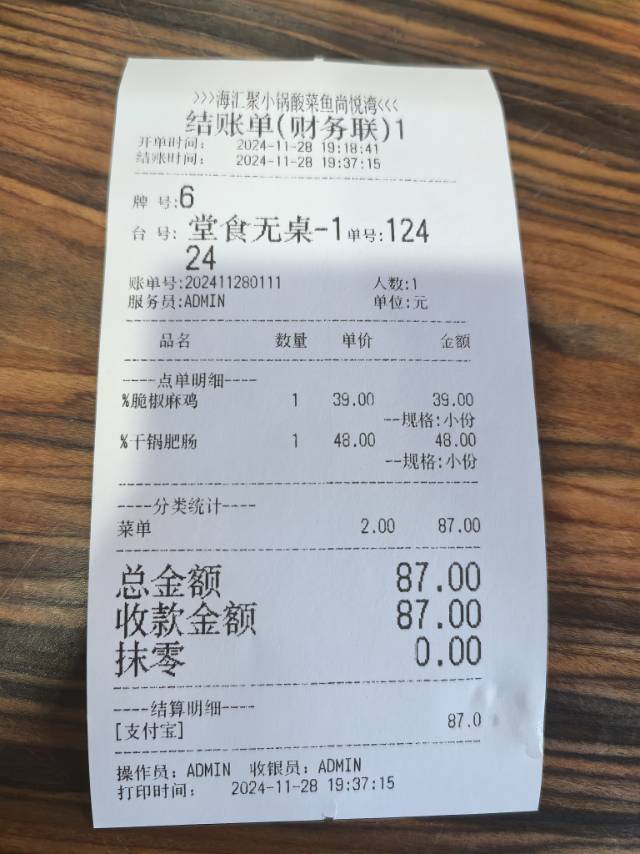 >>>海汇聚小锅酸菜鱼尚悦湾<<<
结账单(财务联)1
开单时间: 2024-11-28 19:18:41
结账时间: 2024-11-28 19:37:15
牌 号:6
台 号: 堂食无桌-1 单号:124
24
账单号:202411280111 人数:1
服务员:ADMIN 单位:元
品名 数量 单价 金额
----点单明细----
%脆椒麻鸡 1 39.00 39.00
--规格:小份
%干锅肥肠 1 48.00 48.00
--规格:小份
----分类统计----
菜单 2.00 87.00
总金额 87.00
收款金额 87.00
抹零 0.00
----结算明细----
[支付宝] 87.0
操作员: ADMIN 收银员: ADMIN
打印时间: 2024-11-28 19:37:15